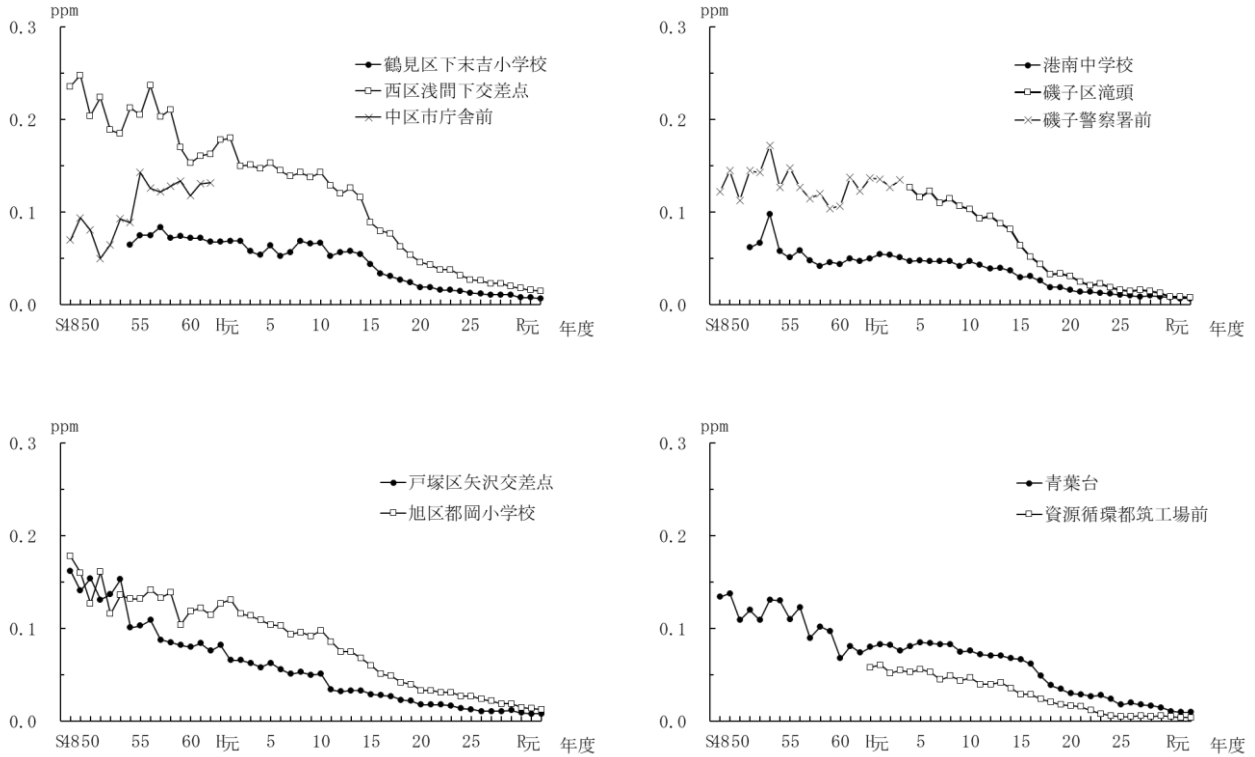 ppm
0.3
0.2
0.1
0.0
鶴見区下末吉小学校
西区浅間下交差点
中区市庁舎前
S48 50 55 60 H元 5 10 15 20 25 R元 年度
ppm
0.3
0.2
0.1
0.0
港南中学校
磯子区滝頭
磯子警察署前
S48 50 55 60 H元 5 10 15 20 25 R元 年度
ppm
0.3
0.2
0.1
0.0
戸塚区矢沢交差点
旭区都岡小学校
S48 50 55 60 H元 5 10 15 20 25 R元 年度
ppm
0.3
0.2
0.1
0.0
青葉台
資源循環都筑工場前
S48 50 55 60 H元 5 10 15 20 25 R元 年度